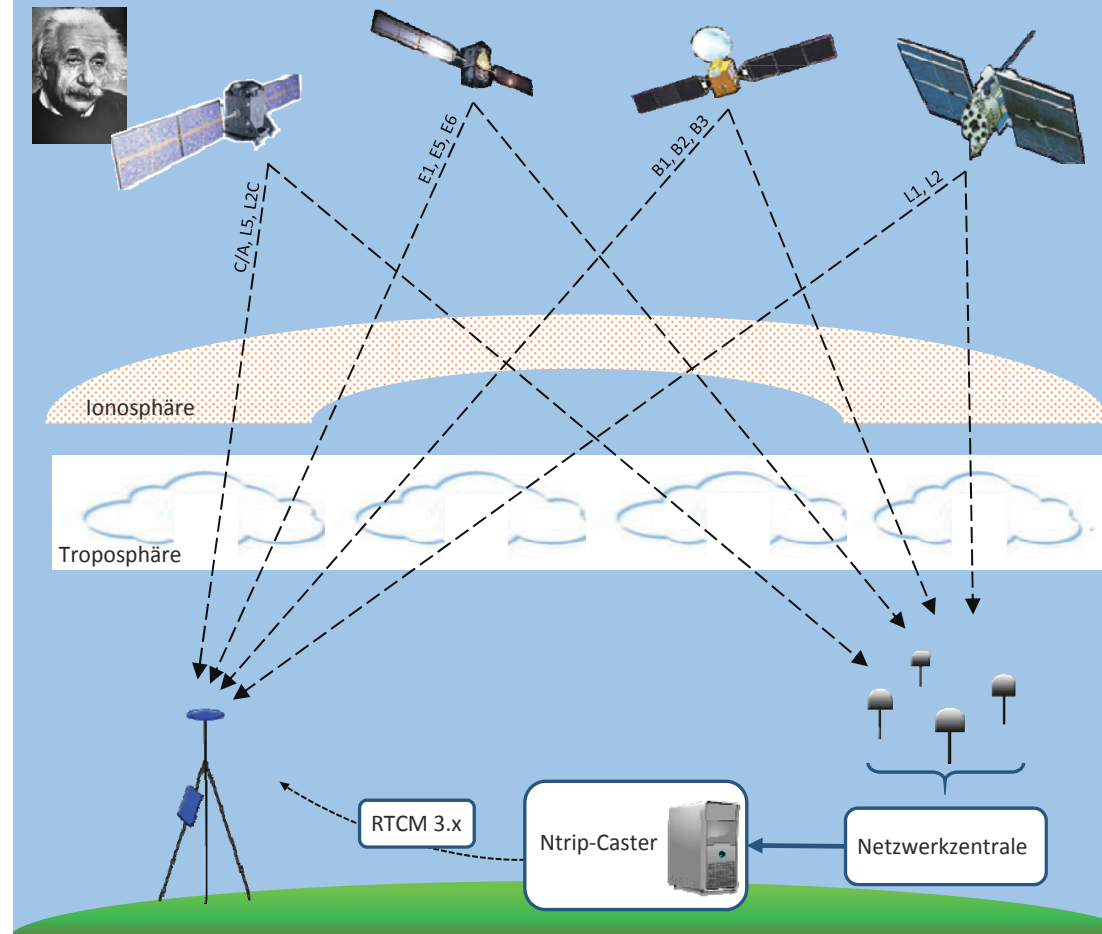 C/A, L5, L2C
E1, E5, E6
B1, B2, B3
L1, L2
Ionosphäre
Troposphäre
RTCM 3.x
Ntrip-Caster
Netzwerkzentrale